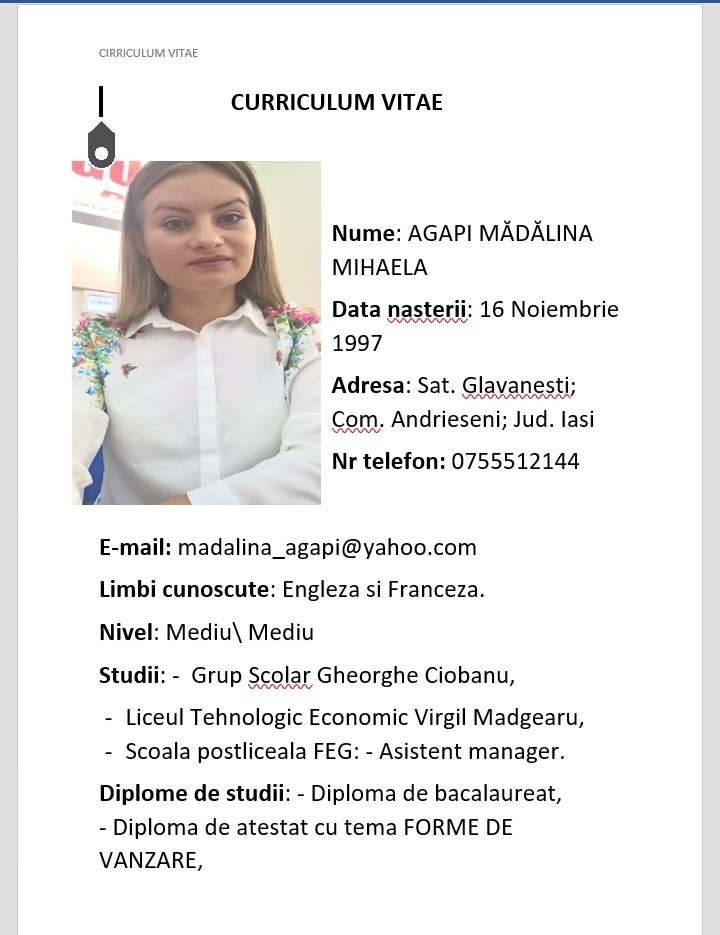 CIRRICULUM VITAE
CURRICULUM VITAE
Nume: AGAPI MĂDĂLINA
MIHAELA
Data nasterii: 16 Noiembrie
1997
Adresa: Sat. Glavanesti;
Com. Andrieseni; Jud. Iasi
Nr telefon: 0755512144
E-mail: madalina_agapi@yahoo.com
Limbi cunoscute: Engleza si Franceza.
Nivel: Mediu\ Mediu
Studii: - Grup Scolar Gheorghe Ciobanu,
- Liceul Tehnologic Economic Virgil Madgearu,
- Scoala postliceala FEG: - Asistent manager.
Diplome de studii: - Diploma de bacalaureat,
- Diploma de atestat cu tema FORME DE
VANZARE,